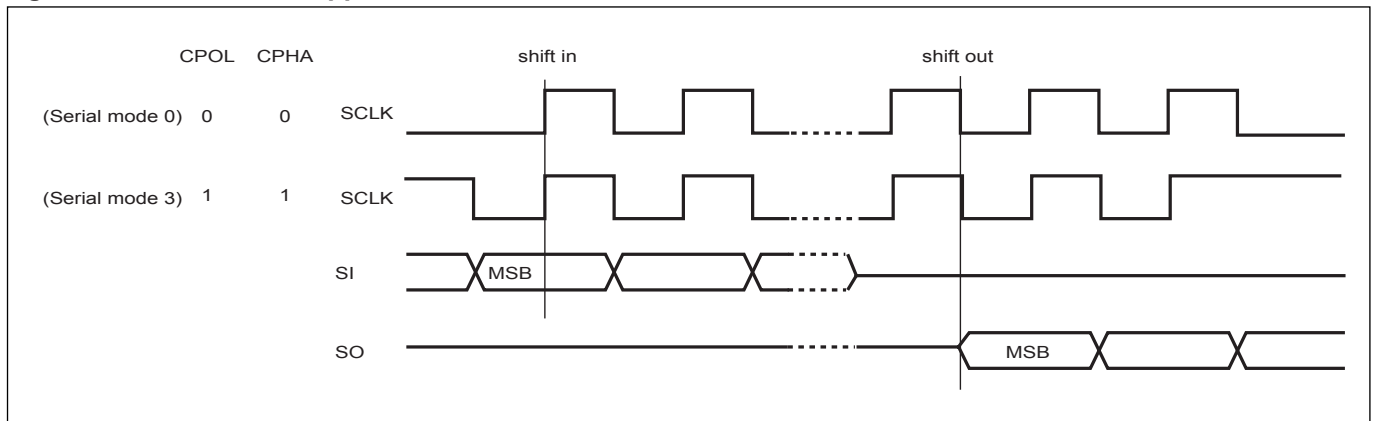 CPOL CPHA shift in shift out
(Serial mode 0) 0 0 SCLK
(Serial mode 3) 1 1 SCLK
SI MSB
SO MSB